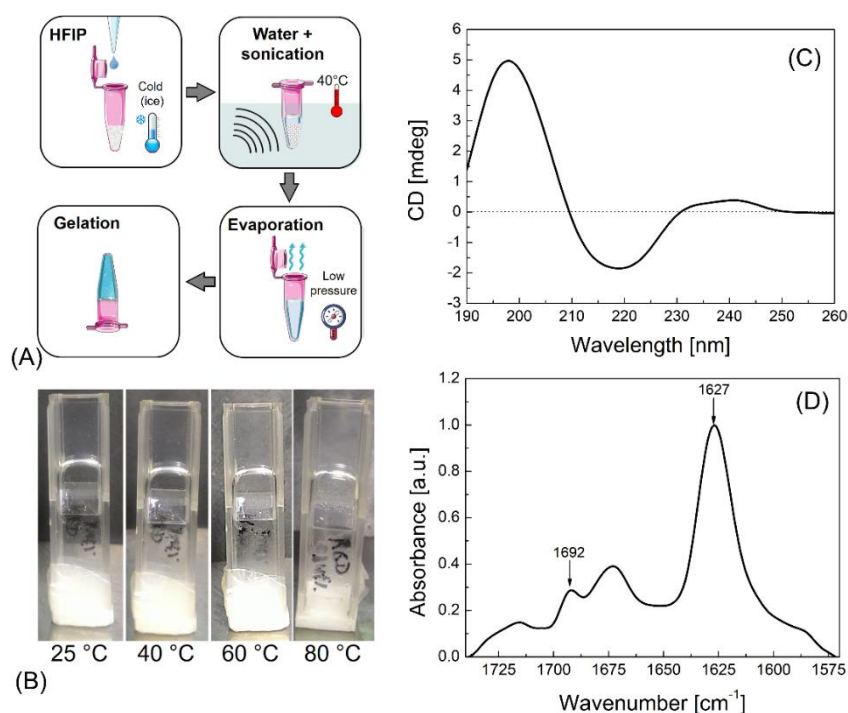 HFIP
Cold
(ice)
Water +
sonication
40°C
Gelation
Evaporation
Low
pressure
(A)
25 °C
40 °C
60 °C
80 °C
(B)
(C)
CD [mdeg]
6
5
4
3
2
1
0
-1
-2
-3
190
200
210
220
230
240
250
260
Wavelength [nm]
(D)
1627
1692
Absorbance [a.u.]
1.2
1.0
0.8
0.6
0.4
0.2
0.0
1725
1700
1675
1650
1625
1600
1575
Wavenumber [cm⁻¹]